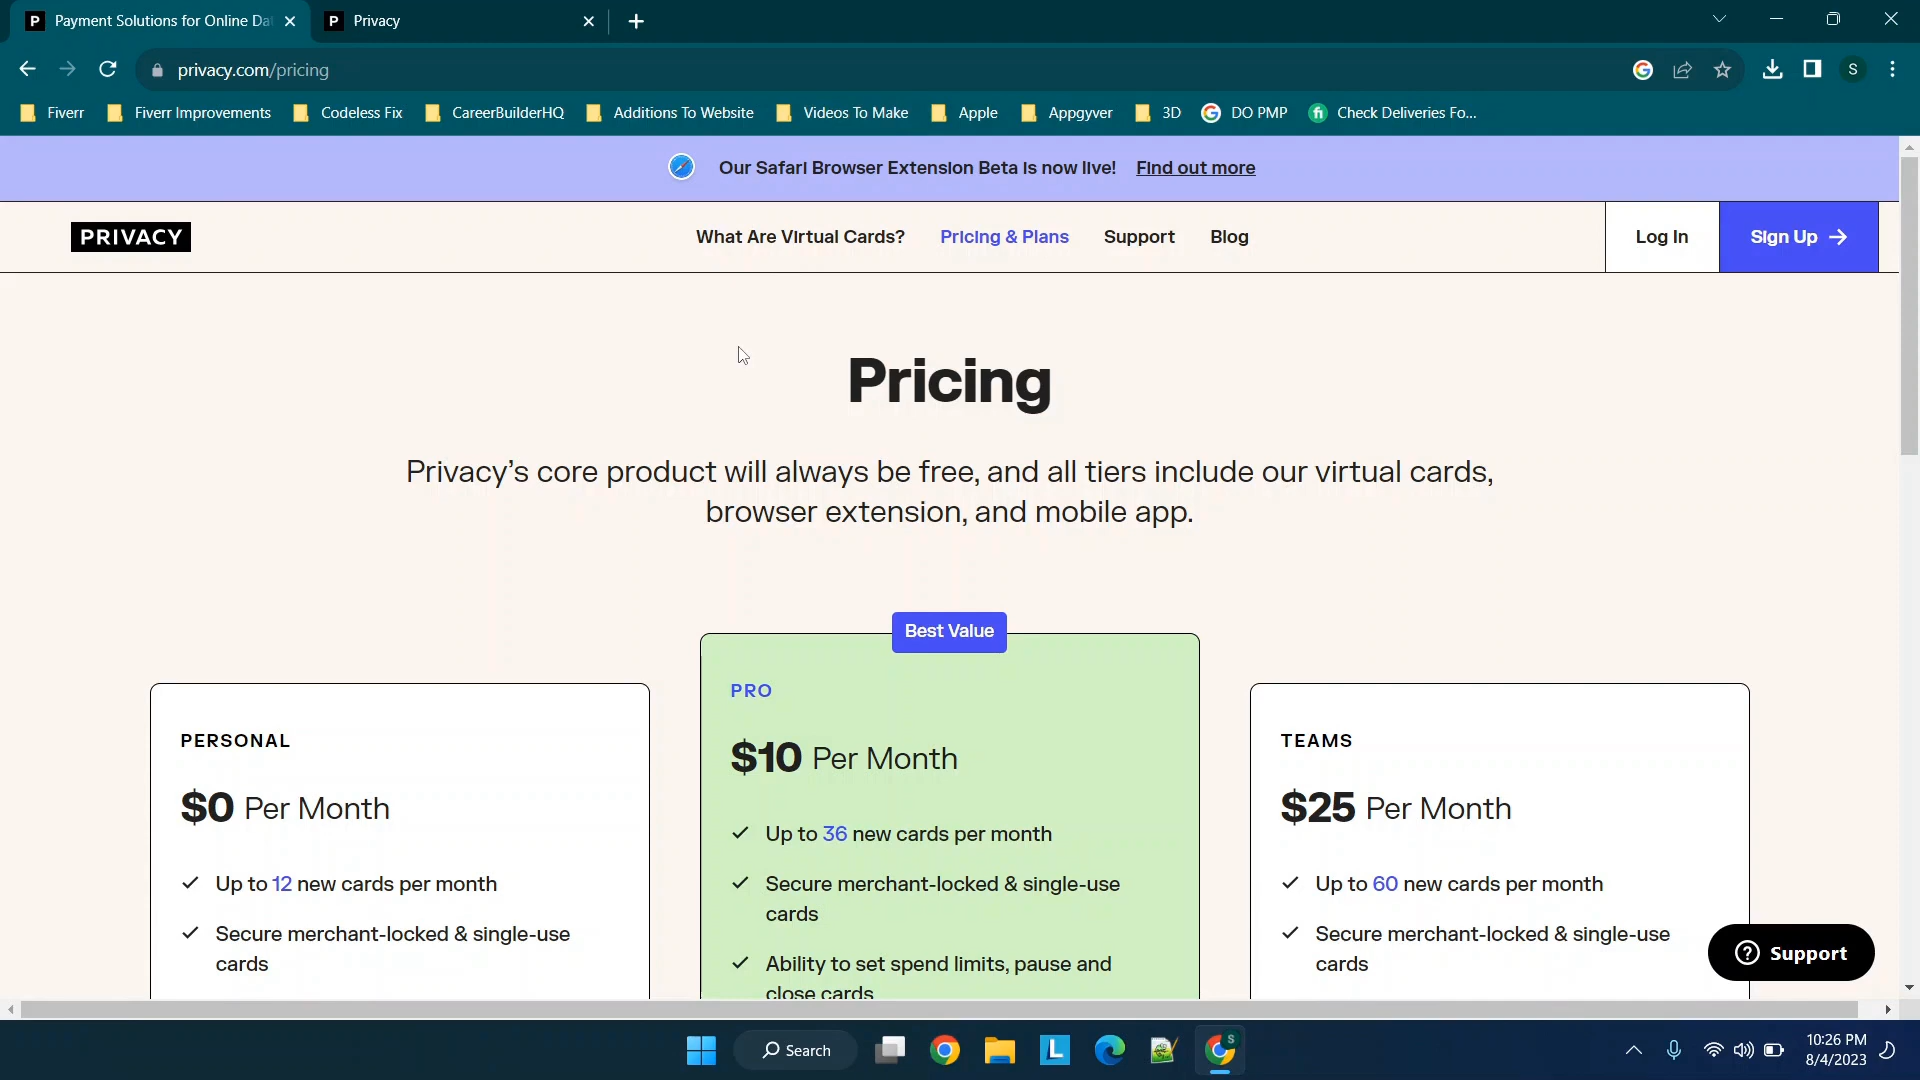 P Payment Solutions for Online Da
P Privacy
privacy.com/pricing
S
Fiverr
Fiverr Improvements
Codeless Fix
CareerBuilderHQ
Additions To Website
Videos To Make
Apple
Appgyver
3D
DO PMP
fi Check Deliveries Fo...
Our Safari Browser Extension Beta is now live! Find out more
PRIVACY
What Are Virtual Cards?
Pricing & Plans
Support
Blog
Log In
Sign Up
Pricing
Privacy's core product will always be free, and all tiers include our virtual cards,
browser extension, and mobile app.
PERSONAL
$0 Per Month
Up to 12 new cards per month
Secure merchant-locked & single-use
cards
Best Value
PRO
$10 Per Month
Up to 36 new cards per month
Secure merchant-locked & single-use
cards
Ability to set spend limits, pause and
close cards
TEAMS
$25 Per Month
Up to 60 new cards per month
Secure merchant-locked & single-use
cards
Support
Search
L
S
10:26 PM
8/4/2023